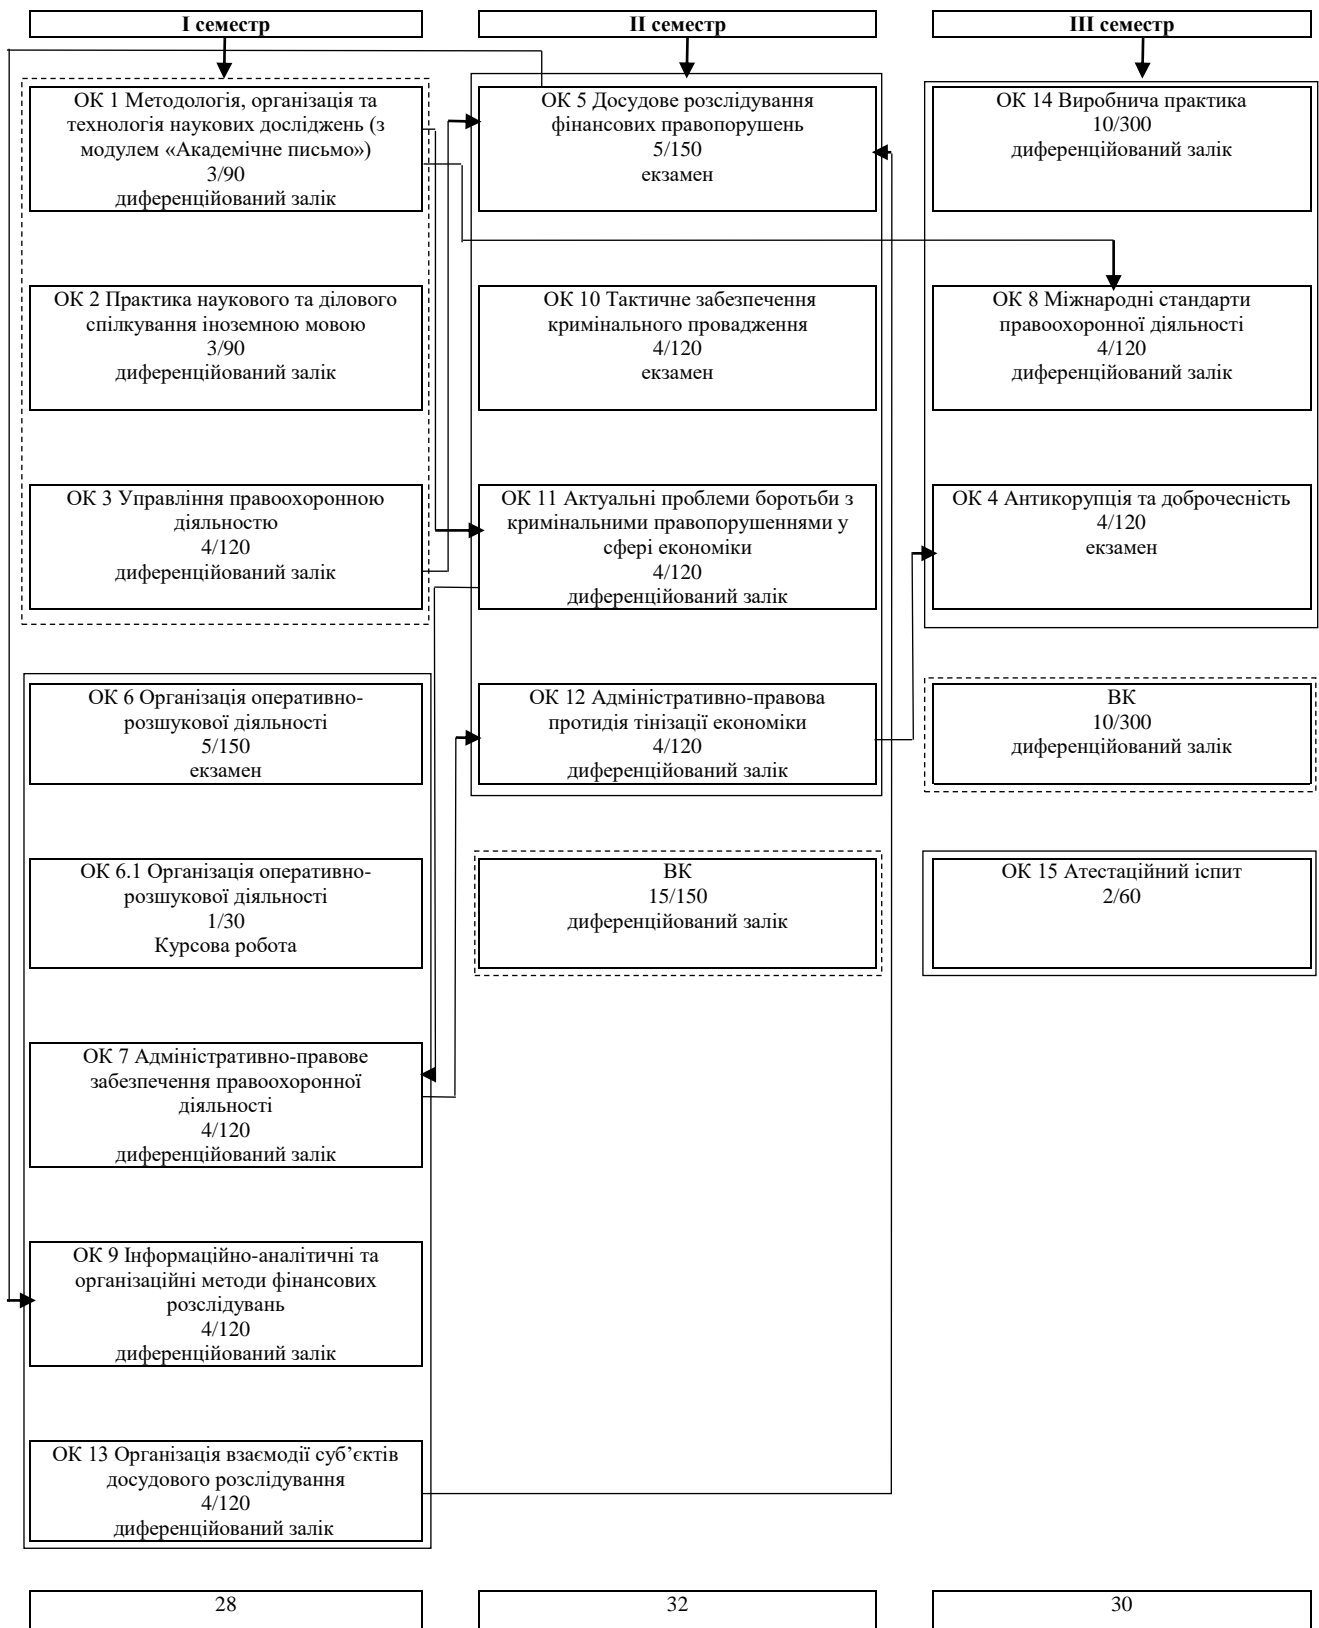 І семестр
ОК 1 Методологія, організація та
технологія наукових досліджень (з
модулем «Академічне письмо»)
3/90
диференційований залік
ОК 2 Практика наукового та ділового
спілкування іноземною мовою
3/90
диференційований залік
ОК 3 Управління правоохоронною
діяльностю
4/120
диференційований залік
ОК 6 Організація оперативно-
розшукової діяльності
5/150
екзамен
ОК 6.1 Організація оперативно-
розшукової діяльності
1/30
Курсова робота
ОК 7 Адміністративно-правове
забезпечення правоохоронної
діяльності
4/120
диференційований залік
ОК 9 Інформаційно-аналітичні та
організаційні методи фінансових
розслідувань
4/120
диференційований залік
ОК 13 Організація взаємодії суб’єктів
досудового розслідування
4/120
диференційований залік
28
ІІ семестр
ОК 5 Досудове розслідування
фінансових правопорушень
5/150
екзамен
ОК 10 Тактичне забезпечення
кримінального провадження
4/120
екзамен
ОК 11 Актуальні проблеми боротьби з
кримінальними правопорушеннями у
сфері економіки
4/120
диференційований залік
ОК 12 Адміністративно-правова
протидія тінізації економіки
4/120
диференційований залік
ВК
15/150
диференційований залік
32
ІІІ семестр
ОК 14 Виробнича практика
10/300
диференційований залік
ОК 8 Міжнародні стандарти
правоохоронної діяльності
4/120
диференційований залік
ОК 4 Антикорупція та доброчесність
4/120
екзамен
ВК
10/300
диференційований залік
ОК 15 Атестаційний іспит
2/60
30